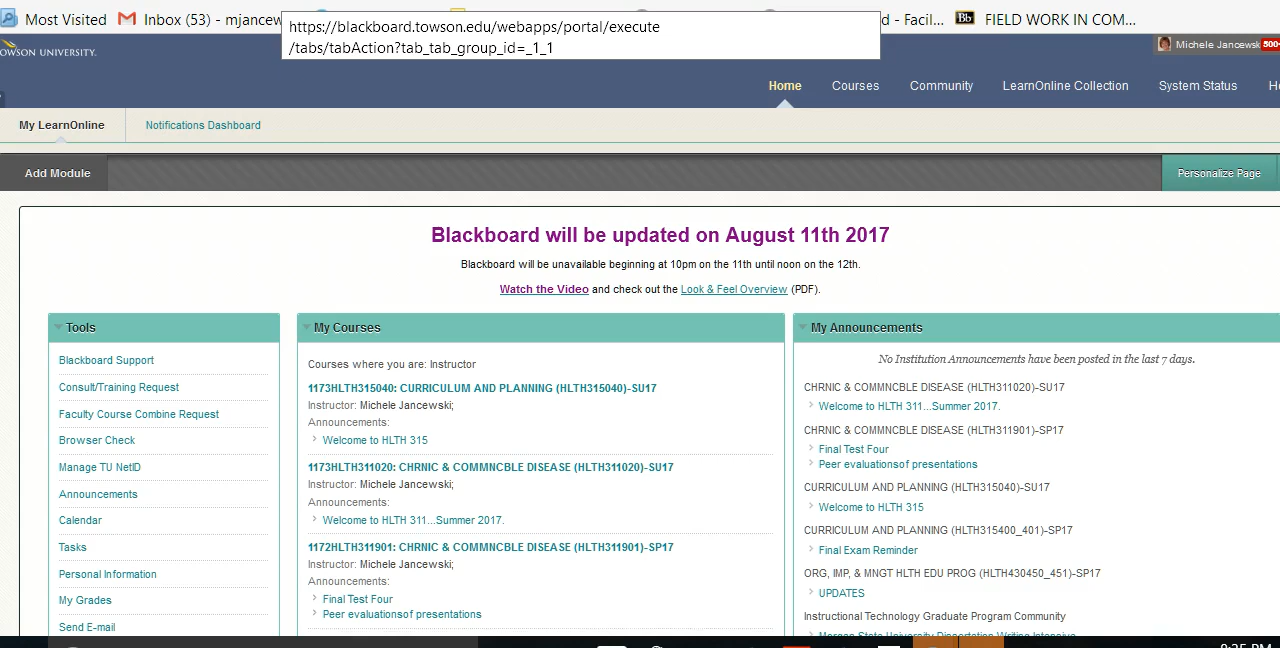 Most Visited
Inbox (53) - mjancew
https://blackboard.towson.edu/webapps/portal/execute
/tabs/tabAction?tab_tab_group_id=_1_1
d - Facil...
Bb
FIELD WORK IN COM...
OWSON UNIVERSITY.
Michele Jancewsk
500+
Home
Courses
Community
LearnOnline Collection
System Status
My LearnOnline
Notifications Dashboard
Add Module
Personalize Page
Blackboard will be updated on August 11th 2017
Blackboard will be unavailable beginning at 10pm on the 11th until noon on the 12th.
Watch the Video and check out the Look & Feel Overview (PDF).
Tools
Blackboard Support
Consult/Training Request
Faculty Course Combine Request
Browser Check
Manage TU NetID
Announcements
Calendar
Tasks
Personal Information
My Grades
Send E-mail
My Courses
Courses where you are: Instructor
1173HLTH315040: CURRICULUM AND PLANNING (HLTH315040)-SU17
Instructor: Michele Jancewski;
Announcements:
Welcome to HLTH 315
1173HLTH311020: CHRNIC & COMMNCBLE DISEASE (HLTH311020)-SU17
Instructor: Michele Jancewski;
Announcements:
Welcome to HLTH 311...Summer 2017.
1172HLTH311901: CHRNIC & COMMNCBLE DISEASE (HLTH311901)-SP17
Instructor: Michele Jancewski;
Announcements:
Final Test Four
Peer evaluationsof presentations
My Announcements
No Institution Announcements have been posted in the last 7 days.
CHRNIC & COMMNCBLE DISEASE (HLTH311020)-SU17
Welcome to HLTH 311...Summer 2017.
CHRNIC & COMMNCBLE DISEASE (HLTH311901)-SP17
Final Test Four
Peer evaluationsof presentations
CURRICULUM AND PLANNING (HLTH315040)-SU17
Welcome to HLTH 315
CURRICULUM AND PLANNING (HLTH315400_401)-SP17
Final Exam Reminder
ORG, IMP, & MNGT HLTH EDU PROG (HLTH430450_451)-SP17
UPDATES
Instructional Technology Graduate Program Community
Morgan State University Dissertation Writing Intensive